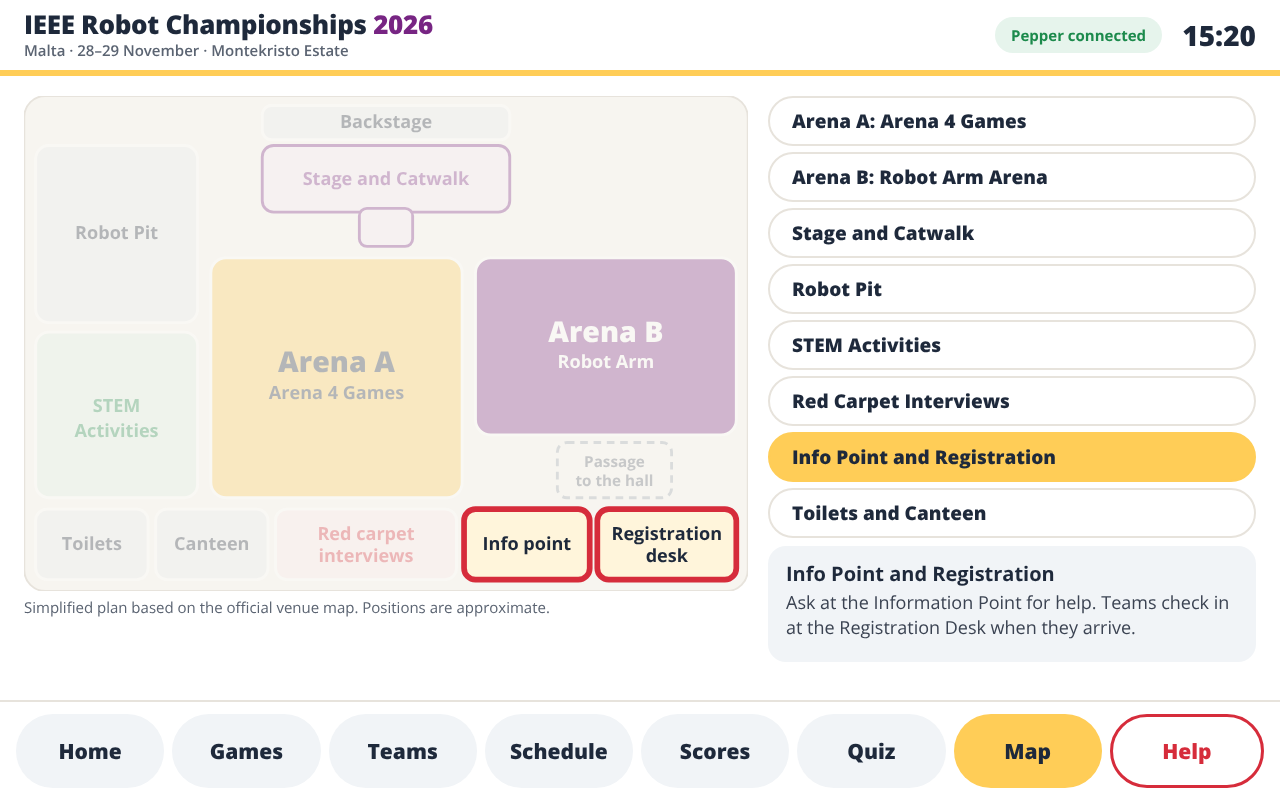 IEEE Robot Championships 2026
Malta · 28–29 November · Montekristo Estate
Pepper connected
15:20
Backstage
Stage and Catwalk
Robot Pit
Arena A
Arena 4 Games
Arena B
Robot Arm
STEM
Activities
Passage
to the hall
Toilets
Canteen
Red carpet
interviews
Info point
Registration
desk
Simplified plan based on the official venue map. Positions are approximate.
Arena A: Arena 4 Games
Arena B: Robot Arm Arena
Stage and Catwalk
Robot Pit
STEM Activities
Red Carpet Interviews
Info Point and Registration
Toilets and Canteen
Info Point and Registration
Ask at the Information Point for help. Teams check in
at the Registration Desk when they arrive.
Home
Games
Teams
Schedule
Scores
Quiz
Map
Help